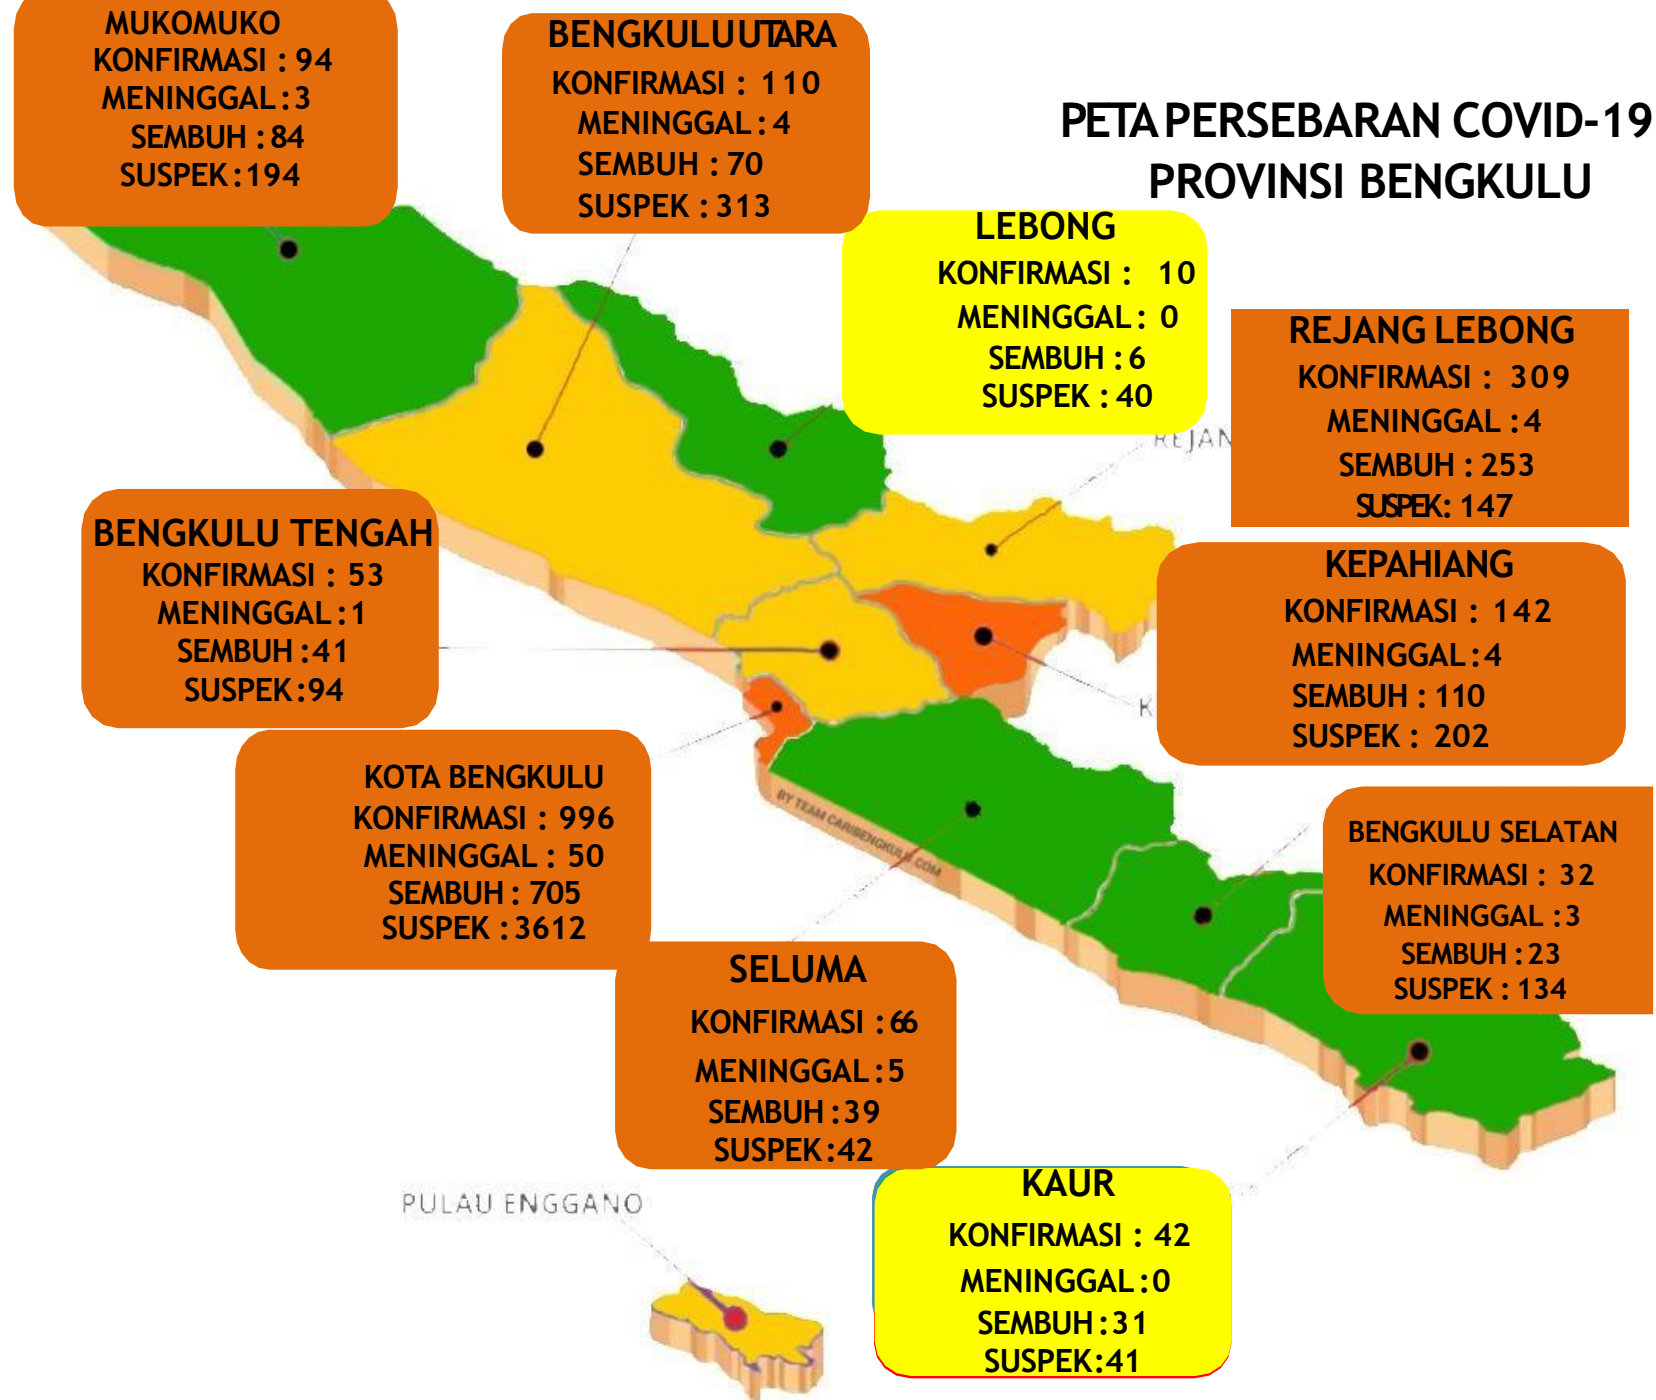 MUKOMUKO
KONFIRMASI : 94
MENINGGAL : 3
SEMBUH : 84
SUSPEK : 194
BENGKULU UTARA
KONFIRMASI : 110
MENINGGAL : 4
SEMBUH : 70
SUSPEK : 313
PETA PERSEBARAN COVID-19
PROVINSI BENGKULU
LEBONG
KONFIRMASI : 10
MENINGGAL : 0
SEMBUH : 6
SUSPEK : 40
REJANG LEBONG
KONFIRMASI : 309
MENINGGAL : 4
SEMBUH : 253
SUSPEK : 147
REJAN
BENGKULU TENGAH
KONFIRMASI : 53
MENINGGAL : 1
SEMBUH : 41
SUSPEK : 94
KEPAHIANG
KONFIRMASI : 142
MENINGGAL : 4
SEMBUH : 110
SUSPEK : 202
K
KOTA BENGKULU
KONFIRMASI : 996
MENINGGAL : 50
SEMBUH : 705
SUSPEK : 3612
BY TEAM CARIBENGKULU.COM
BENGKULU SELATAN
KONFIRMASI : 32
MENINGGAL : 3
SEMBUH : 23
SUSPEK : 134
SELUMA
KONFIRMASI : 66
MENINGGAL : 5
SEMBUH : 39
SUSPEK : 42
KAUR
KONFIRMASI : 42
MENINGGAL : 0
SEMBUH : 31
SUSPEK : 41
PULAU ENGGANO